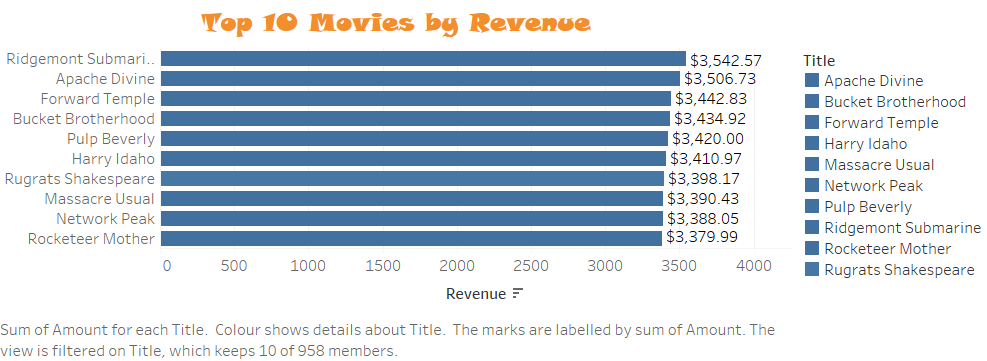 Top 10 Movies by Revenue
Ridgemont Submari.. $3,542.57
Apache Divine $3,506.73
Forward Temple $3,442.83
Bucket Brotherhood $3,434.92
Pulp Beverly $3,420.00
Harry Idaho $3,410.97
Rugrats Shakespeare $3,398.17
Massacre Usual $3,390.43
Network Peak $3,388.05
Rocketeer Mother $3,379.99
0 500 1000 1500 2000 2500 3000 3500 4000
Revenue
Title
Apache Divine
Bucket Brotherhood
Forward Temple
Harry Idaho
Massacre Usual
Network Peak
Pulp Beverly
Ridgemont Submarine
Rocketeer Mother
Rugrats Shakespeare
Sum of Amount for each Title.  Colour shows details about Title.  The marks are labelled by sum of Amount. The
view is filtered on Title, which keeps 10 of 958 members.